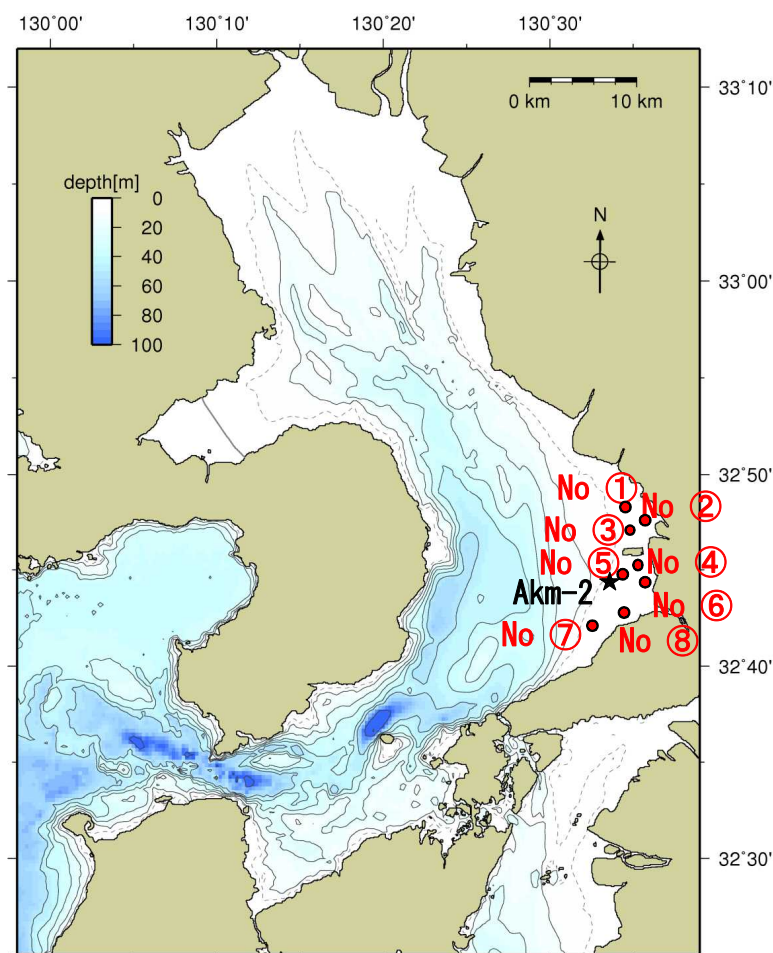 130°00' 130°10' 130°20' 130°30'
33°10'
0 km 10 km
depth[m]
0
20
40
60
80
100
N
33°00'
32°50'
No ①
No ②
No ③
No ④
No ⑤
Akm-2
No ⑥
No ⑦
No ⑧
32°40'
32°30'